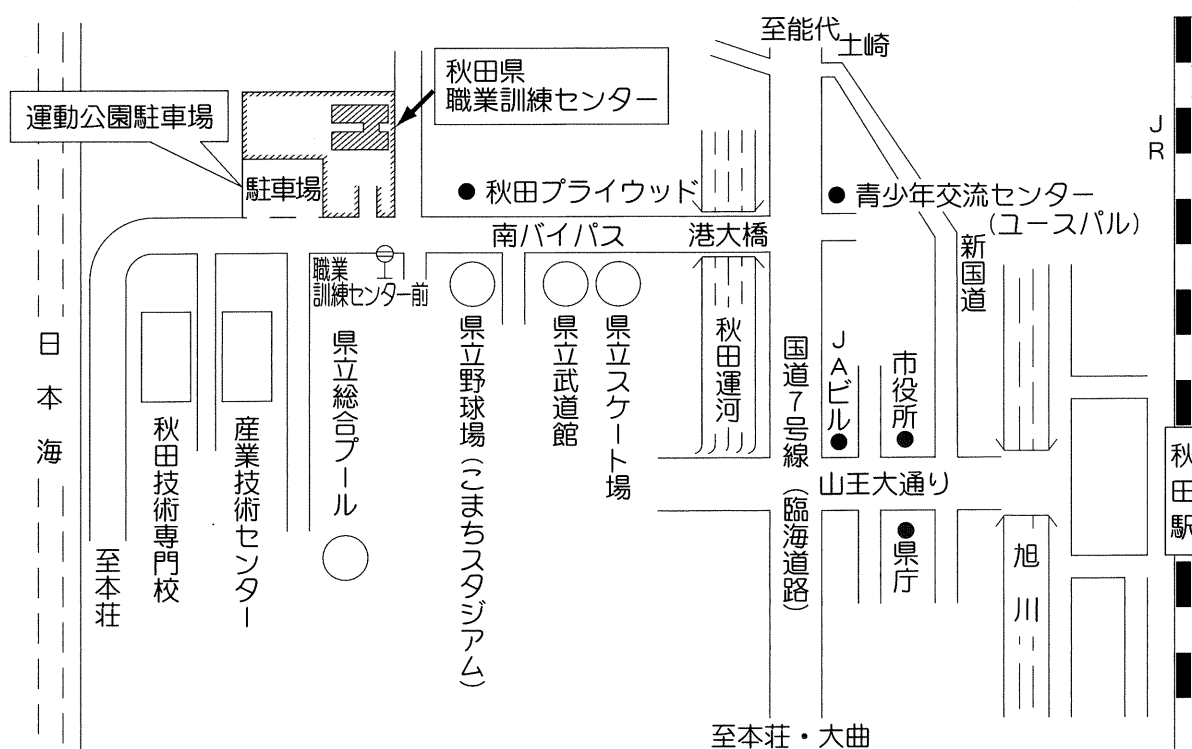 至能代
土崎
秋田県
職業訓練センター
運動公園駐車場
JR
駐車場
秋田プライウッド
青少年交流センター
(ユースパル)
南バイパス
港大橋
新国道
職業
訓練センター前
日本海
秋田技術専門校
産業技術センター
県立総合プール
県立野球場(こまちスタジアム)
県立武道館
県立スケート場
秋田運河
国道7号線(臨海道路)
JAビル
市役所
山王大通り
秋田駅
県庁
旭川
至本荘
至本荘・大曲